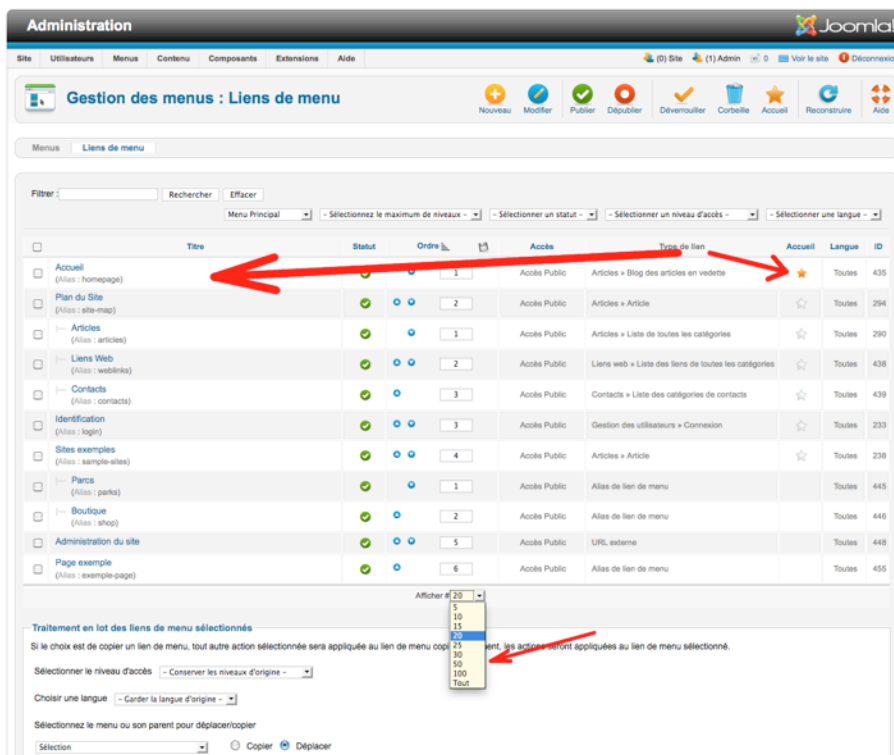 Administration
Joomla!
Site Utilisateurs Menus Contenu Composants Extensions Aide
(0) Site (1) Admin 0 Voir le site Déconnexio
Gestion des menus : Liens de menu
Nouveau Modifier Publier Dépublier Déverrouiller Corbeille Accueil Reconstruire Aide
Menus Liens de menu
Filtrer : Rechercher Effacer
Menu Principal - Sélectionnez le maximum de niveaux - - Sélectionner un statut - - Sélectionner un niveau d'accès - - Sélectionner une langue -
Titre Statut Ordre Accès Type de lien Accueil Langue ID
Accueil
(Alias : homepage)
1 Accès Public Articles » Blog des articles en vedette Toutes 435
Plan du Site
(Alias : site-map)
2 Accès Public Articles » Article Toutes 294
Articles
(Alias : articles)
1 Accès Public Articles » Liste de toutes les catégories Toutes 290
Liens Web
(Alias : weblinks)
2 Accès Public Liens web » Liste des liens de toutes les catégories Toutes 438
Contacts
(Alias : contacts)
3 Accès Public Contacts » Liste des catégories de contacts Toutes 439
Identification
(Alias : login)
3 Accès Public Gestion des utilisateurs » Connexion Toutes 233
Sites exemples
(Alias : sample-sites)
4 Accès Public Articles » Article Toutes 238
Parcs
(Alias : parks)
1 Accès Public Alias de lien de menu Toutes 445
Boutique
(Alias : shop)
2 Accès Public Alias de lien de menu Toutes 446
Administration du site 5 Accès Public URL externe Toutes 448
Page exemple
(Alias : exemple-page)
6 Accès Public Alias de lien de menu Toutes 455
Afficher # 20
5
10
15
20
25
30
50
100
Tout
Traitement en lot des liens de menu sélectionnés
Si le choix est de copier un lien de menu, tout autre action sélectionnée sera appliquée au lien de menu copi ment, les actions seront appliquées au lien de menu sélectionné.
Sélectionner le niveau d'accès - Conserver les niveaux d'origine -
Choisir une langue - Garder la langue d'origine -
Sélectionnez le menu ou son parent pour déplacer/copier
Sélection Copier Déplacer